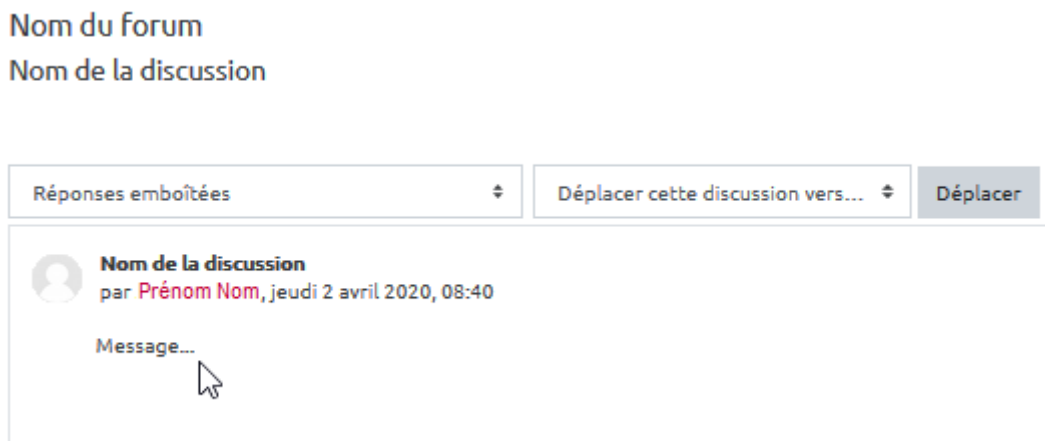 Nom du forum
Nom de la discussion
Réponses emboîtées
Déplacer cette discussion vers...
Déplacer
Nom de la discussion
par Prénom Nom, jeudi 2 avril 2020, 08:40
Message...